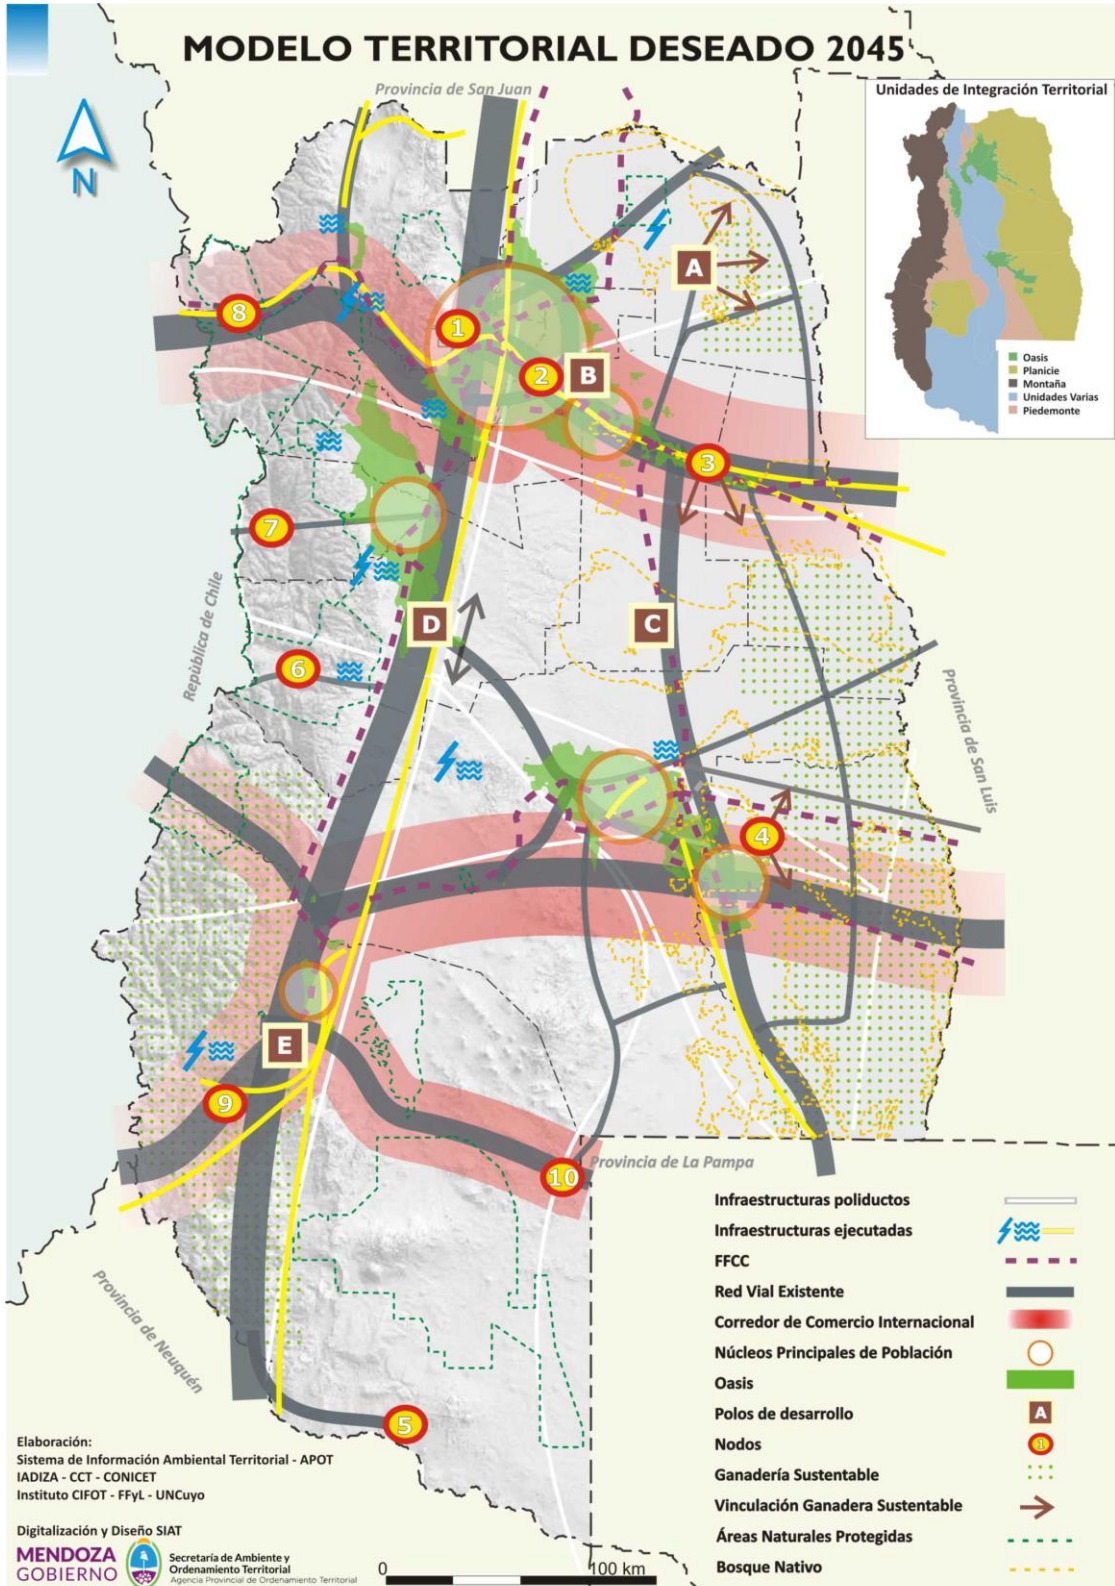 MODELO TERRITORIAL DESEADO 2045
Provincia de San Juan
Unidades de Integración Territorial
Oasis
Planicie
Montaña
Unidades Varias
Piedemonte
N
A
8
1
2
B
3
7
República de Chile
D
C
6
Provincia de San Luis
4
E
9
10
Provincia de La Pampa
Provincia de Neuquén
5
Infraestructuras poliductos
Infraestructuras ejecutadas
FFCC
Red Vial Existente
Corredor de Comercio Internacional
Núcleos Principales de Población
Oasis
Polos de desarrollo A
Nodos 1
Ganadería Sustentable
Vinculación Ganadera Sustentable
Áreas Naturales Protegidas
Bosque Nativo
Elaboración:
Sistema de Información Ambiental Territorial - APOT
IADIZA - CCT - CONICET
Instituto CIFOT - FFyL - UNCuyo
Digitalización y Diseño SIAT
MENDOZA
GOBIERNO
Secretaría de Ambiente y
Ordenamiento Territorial
Agencia Provincial de Ordenamiento Territorial
0 100 km